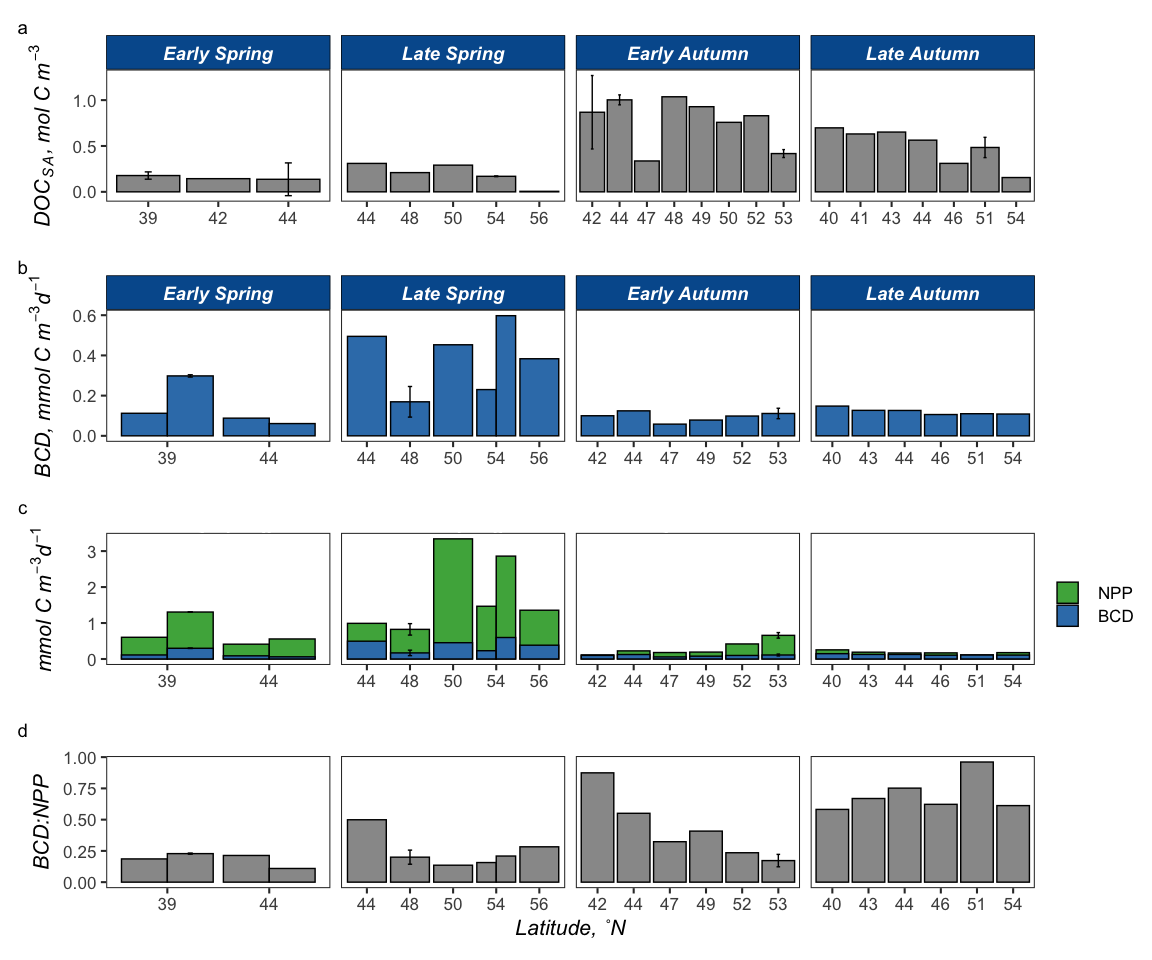 a
Early Spring Late Spring Early Autumn Late Autumn
DOC_SA, mol C m⁻³
1.0
0.5
0.0
39 42 44 44 48 50 54 56 42 44 47 48 49 50 52 53 40 41 43 44 46 51 54
b
Early Spring Late Spring Early Autumn Late Autumn
BCD, mmol C m⁻³d⁻¹
0.6
0.4
0.2
0.0
39 44 44 48 50 54 56 42 44 47 49 52 53 40 43 44 46 51 54
c
mmol C m⁻³d⁻¹
3
2
1
0
39 44 44 48 50 54 56 42 44 47 49 52 53 40 43 44 46 51 54
NPP
BCD
d
BCD:NPP
1.00
0.75
0.50
0.25
0.00
39 44 44 48 50 54 56 42 44 47 49 52 53 40 43 44 46 51 54
Latitude, °N